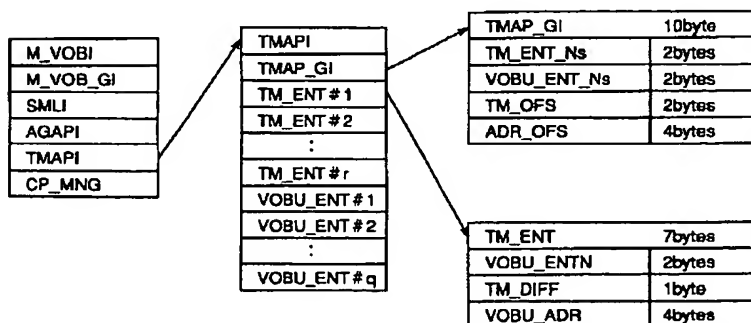 M_VOBI
M_VOB_GI
SMLI
AGAPI
TMAPI
CP_MNG
TMAPI
TMAP_GI
TM_ENT#1
TM_ENT#2
:
TM_ENT#r
VOBU_ENT#1
VOBU_ENT#2
:
VOBU_ENT#q
TMAP_GI 10byte
TM_ENT_Ns 2bytes
VOBU_ENT_Ns 2bytes
TM_OFS 2bytes
ADR_OFS 4bytes
TM_ENT 7bytes
VOBU_ENTN 2bytes
TM_DIFF 1byte
VOBU_ADR 4bytes